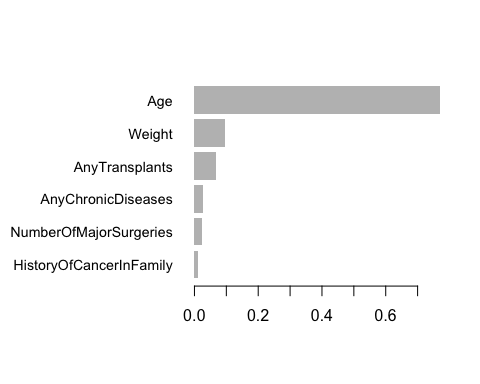 Age
Weight
AnyTransplants
AnyChronicDiseases
NumberOfMajorSurgeries
HistoryOfCancerInFamily
0.0 0.2 0.4 0.6